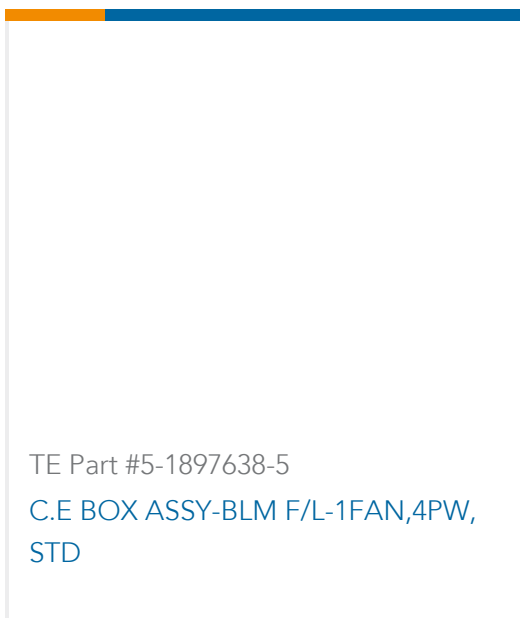 TE Part #5-1897638-5
C.E BOX ASSY-BLM F/L-1FAN,4PW,
STD